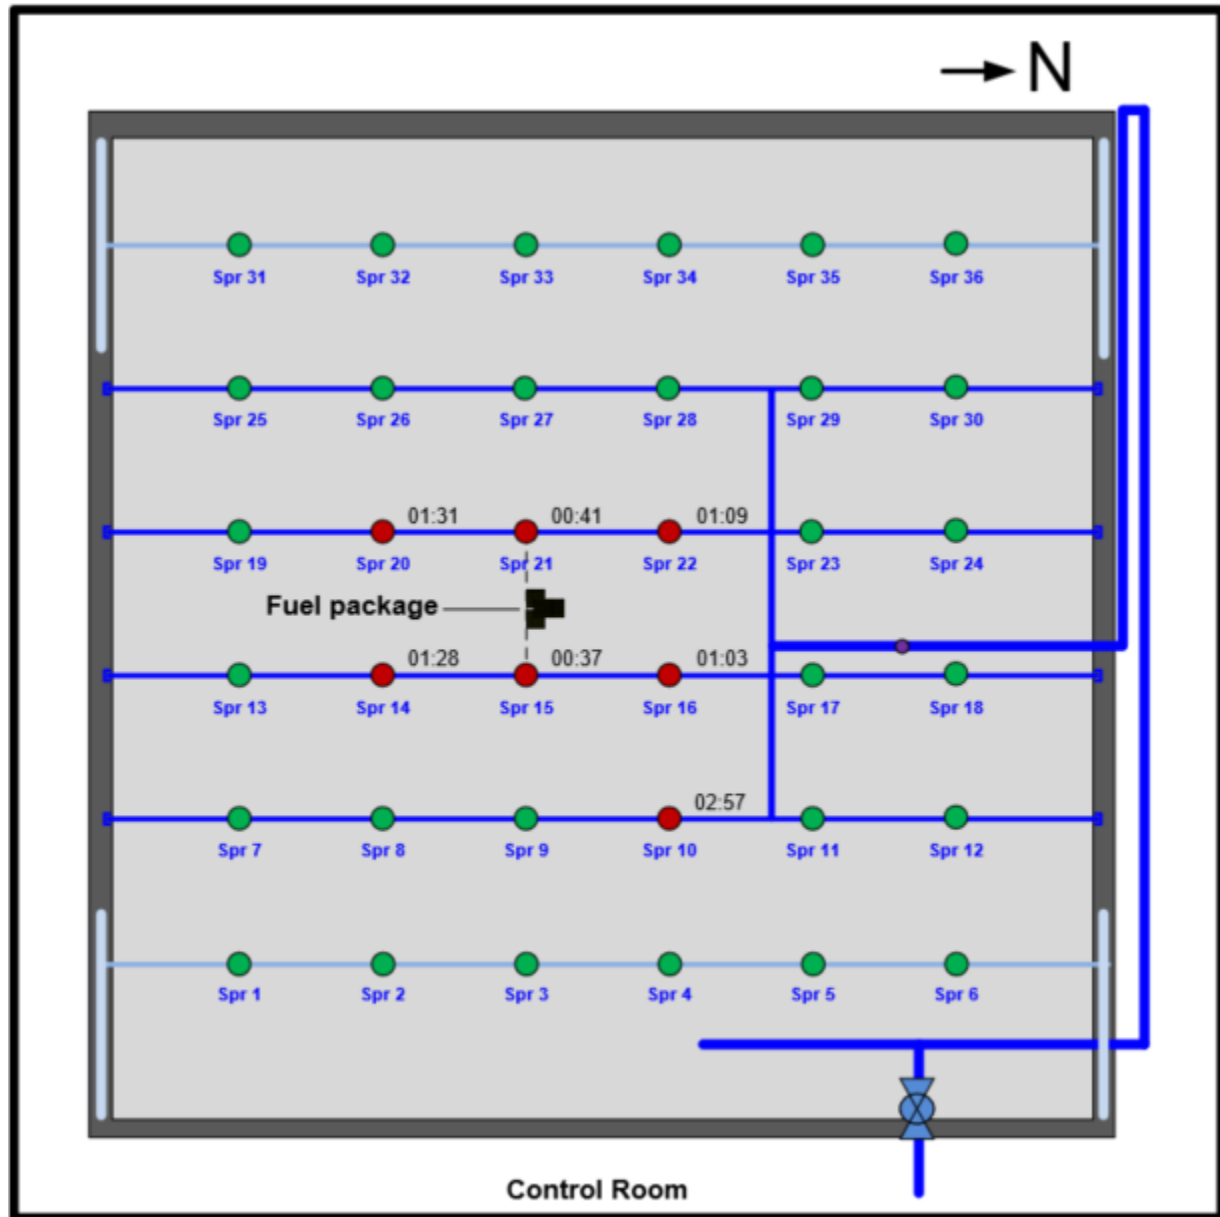 N
Spr 31 Spr 32 Spr 33 Spr 34 Spr 35 Spr 36
Spr 25 Spr 26 Spr 27 Spr 28 Spr 29 Spr 30
01:31 00:41 01:09
Spr 19 Spr 20 Spr 21 Spr 22 Spr 23 Spr 24
Fuel package
01:28 00:37 01:03
Spr 13 Spr 14 Spr 15 Spr 16 Spr 17 Spr 18
02:57
Spr 7 Spr 8 Spr 9 Spr 10 Spr 11 Spr 12
Spr 1 Spr 2 Spr 3 Spr 4 Spr 5 Spr 6
Control Room